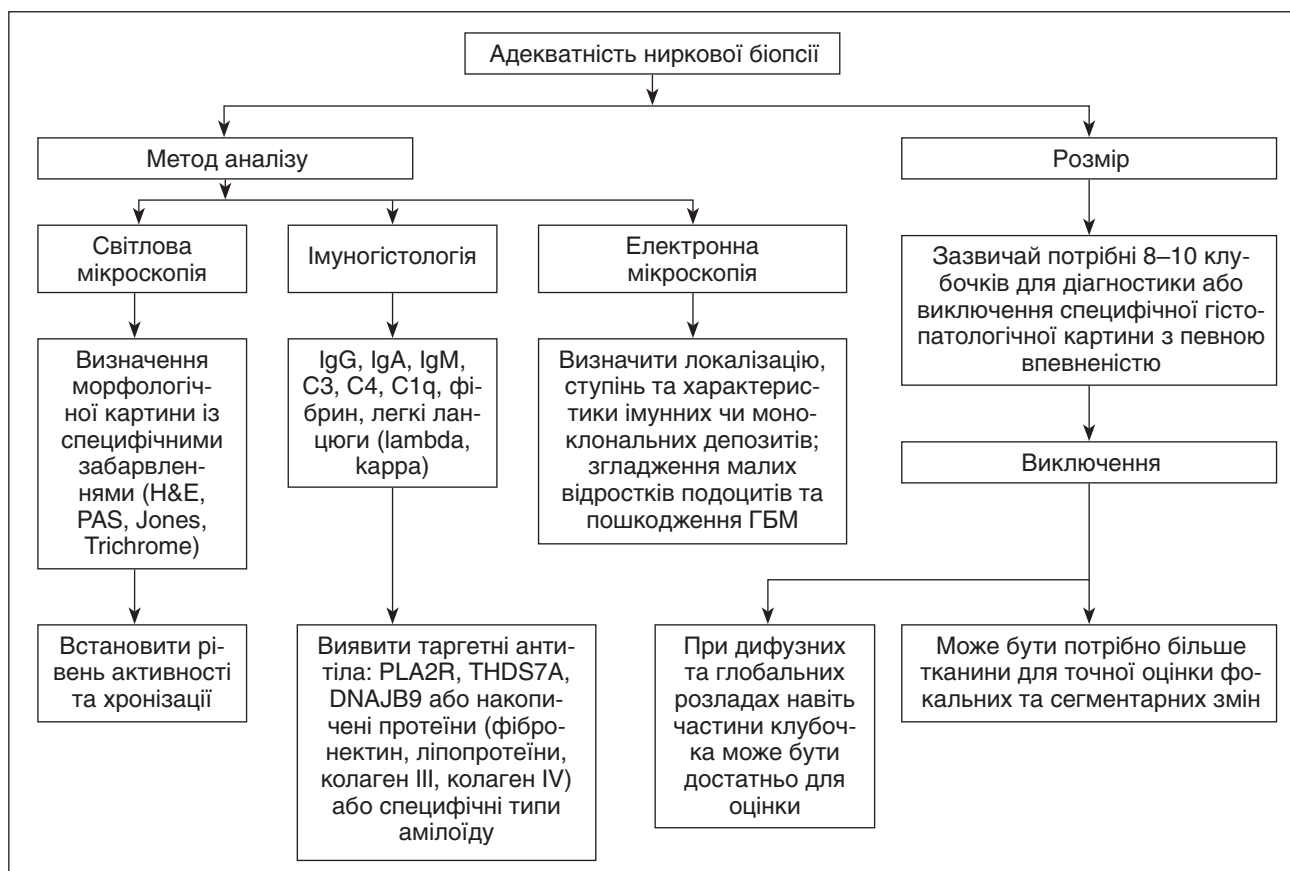 Адекватність ниркової біопсії
Метод аналізу
Розмір
Світлова
мікроскопія
Імуногістологія
Електронна
мікроскопія
Зазвичай потрібні 8–10 клу-
бочків для діагностики або
виключення специфічної гісто-
патологічної картини з певною
впевненістю
Визначення
морфологіч-
ної картини із
специфічними
забарвлен-
нями (H&E,
PAS, Jones,
Trichrome)
IgG, IgA, IgM,
C3, C4, C1q, фі-
брин, легкі лан-
цюги (lambda,
kappa)
Визначити локалізацію,
ступінь та характерис-
тики імунних чи моно-
клональних депозитів;
згладження малих
відростків подоцитів та
пошкодження ГБМ
Виключення
Встановити рі-
вень активності
та хронізації
Виявити таргетні анти-
тіла: PLA2R, THDS7A,
DNAJB9 або накопи-
чені протеїни (фібро-
нектин, ліпопротеїни,
колаген III, колаген IV)
або специфічні типи
амілоїду
При дифузних
та глобальних
розладах навіть
частини клубоч-
ка може бути
достатньо для
оцінки
Може бути потрібно більше
тканини для точної оцінки фо-
кальних та сегментарних змін